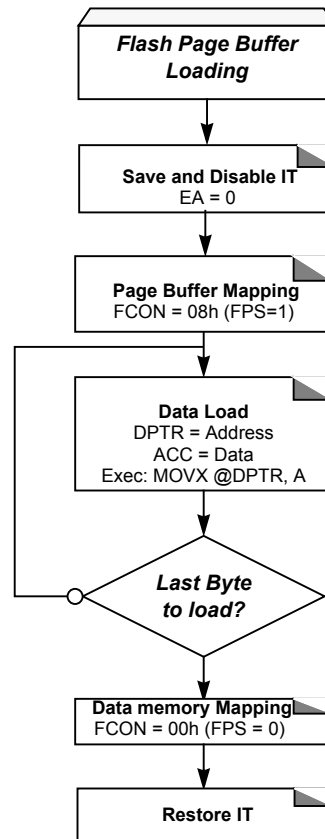 Flash Page Buffer
Loading
Save and Disable IT
EA = 0
Page Buffer Mapping
FCON = 08h (FPS=1)
Data Load
DPTR = Address
ACC = Data
Exec: MOVX @DPTR, A
Last Byte
to load?
Data memory Mapping
FCON = 00h (FPS = 0)
Restore IT